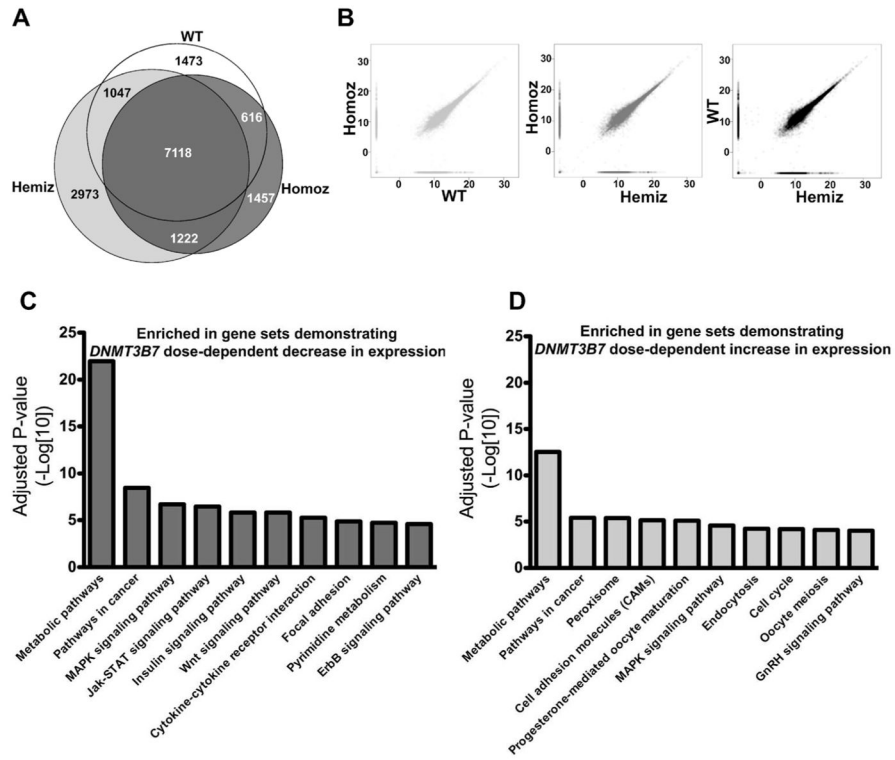 A
WT
1473
1047
616
7118
Hemiz
2973
Homoz
1457
1222
B
Homoz
30
20
10
0
0
10
20
30
WT
Homoz
30
20
10
0
0
10
20
30
Hemiz
WT
30
20
10
0
0
10
20
30
Hemiz
C
Enriched in gene sets demonstrating
DNMT3B7 dose-dependent decrease in expression
Adjusted P-value
(-Log[10])
25
20
15
10
5
0
Metabolic pathways
Pathways in cancer
MAPK signaling pathway
Jak-STAT signaling pathway
Insulin signaling pathway
Wnt signaling pathway
Cytokine-cytokine receptor interaction
Focal adhesion
Pyrimidine metabolism
ErbB signaling pathway
D
Enriched in gene sets demonstrating
DNMT3B7 dose-dependent increase in expression
Adjusted P-value
(-Log[10])
25
20
15
10
5
0
Metabolic pathways
Pathways in cancer
Peroxisome
Cell adhesion molecules (CAMs)
Progesterone-mediated oocyte maturation
MAPK signaling pathway
Endocytosis
Cell cycle
Oocyte meiosis
GnRH signaling pathway